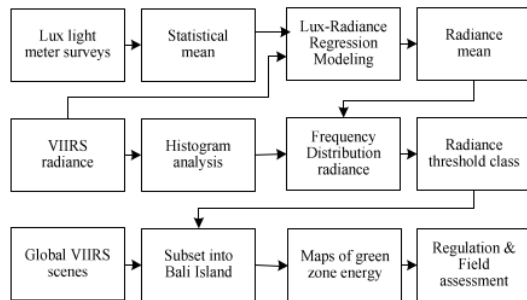 Lux light
meter surveys
Statistical
mean
Lux-Radiance
Regression
Modeling
Radiance
mean
VIIRS
radiance
Histogram
analysis
Frequency
Distribution
radiance
Radiance
threshold class
Global VIIRS
scenes
Subset into
Bali Island
Maps of green
zone energy
Regulation &
Field
assessment